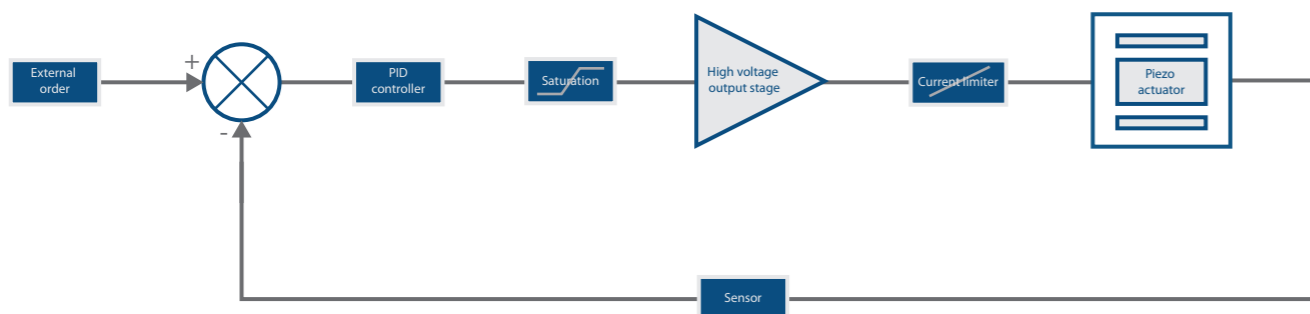 External
order
+
-
PID
controller
Saturation
High voltage
output stage
Current limiter
Piezo
actuator
Sensor